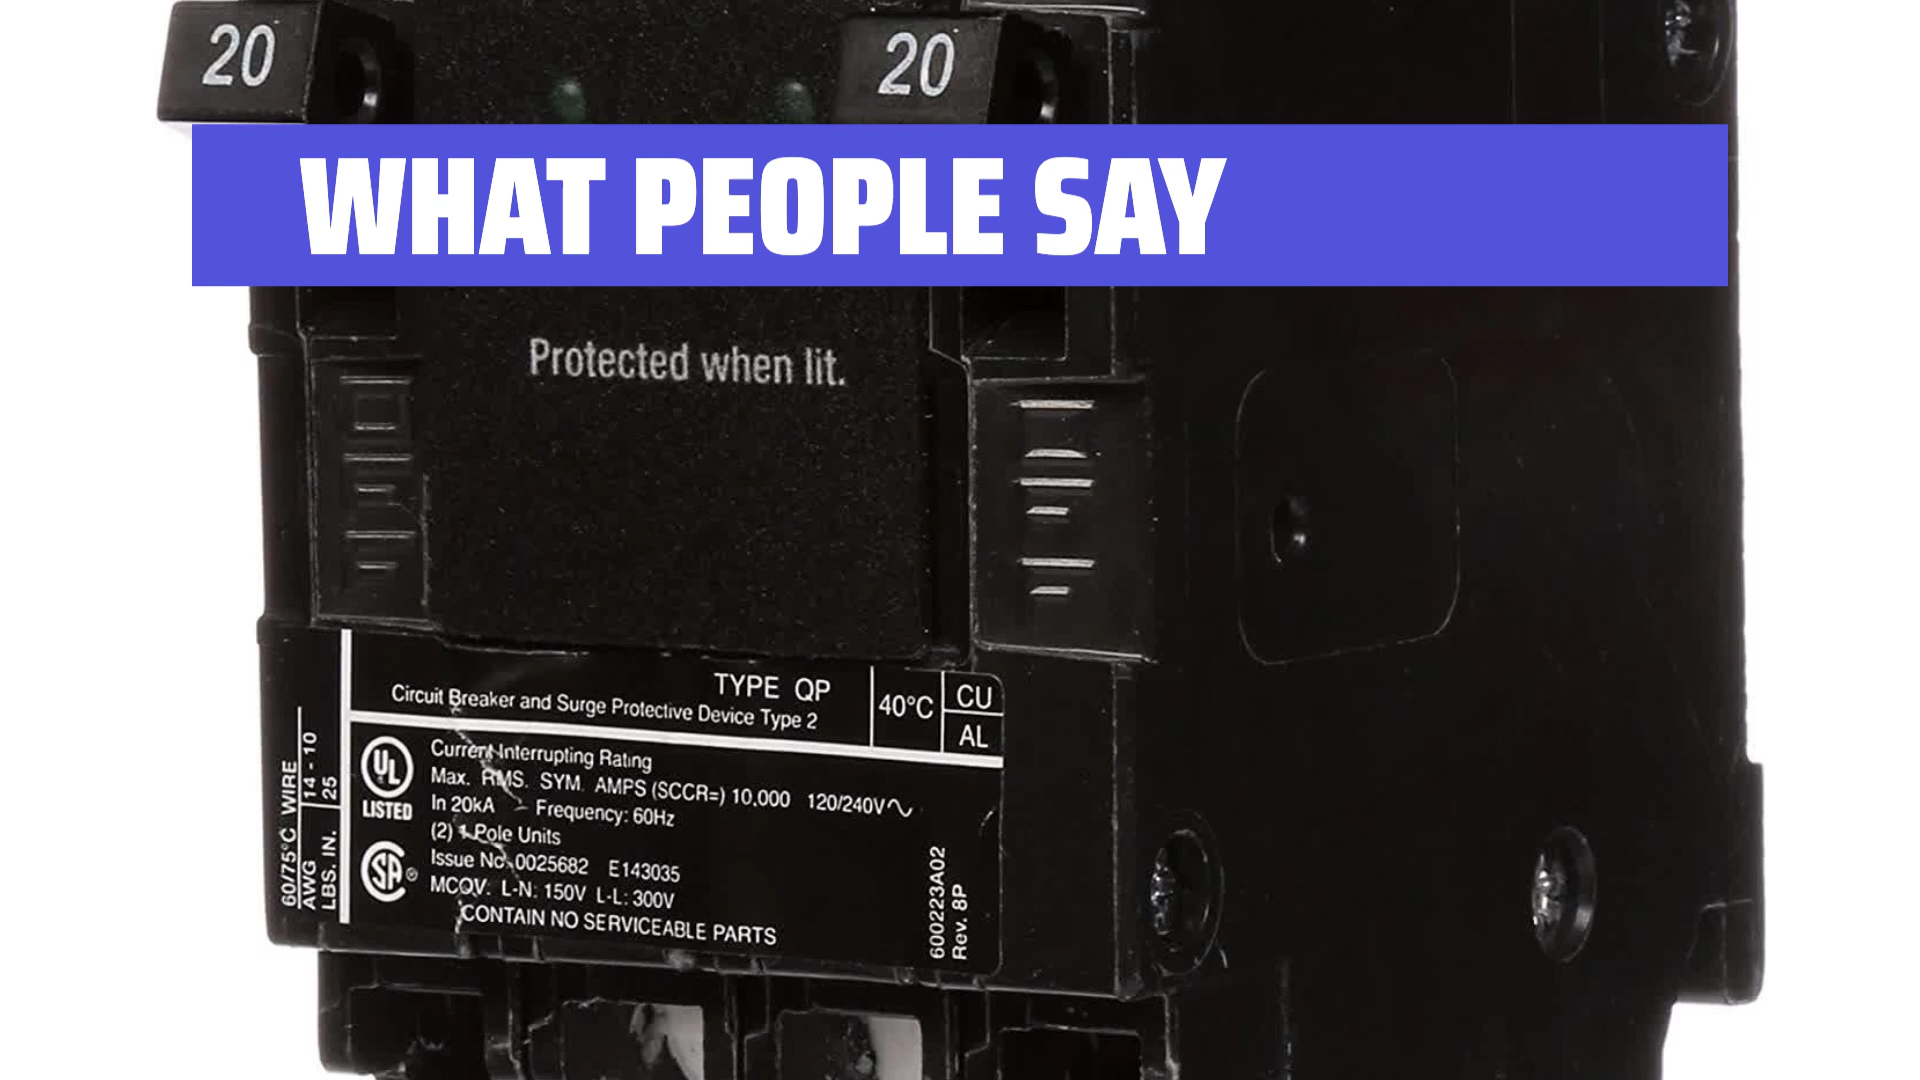 20
20
WHAT PEOPLE SAY
Protected when lit.
OFF
TYPE QP
Circuit Breaker and Surge Protective Device Type 2
40°C
CU
AL
60/75°C WIRE
AWG 14 - 10
LBS. IN. 25
UL
LISTED
SA®
Current Interrupting Rating
Max. RMS. SYM. AMPS (SCCR=) 10,000 120/240V
In 20kA Frequency: 60Hz
(2) 1-Pole Units
Issue No. 0025682 E143035
MCOV: L-N: 150V L-L: 300V
CONTAIN NO SERVICEABLE PARTS
600223A02
Rev. 8P